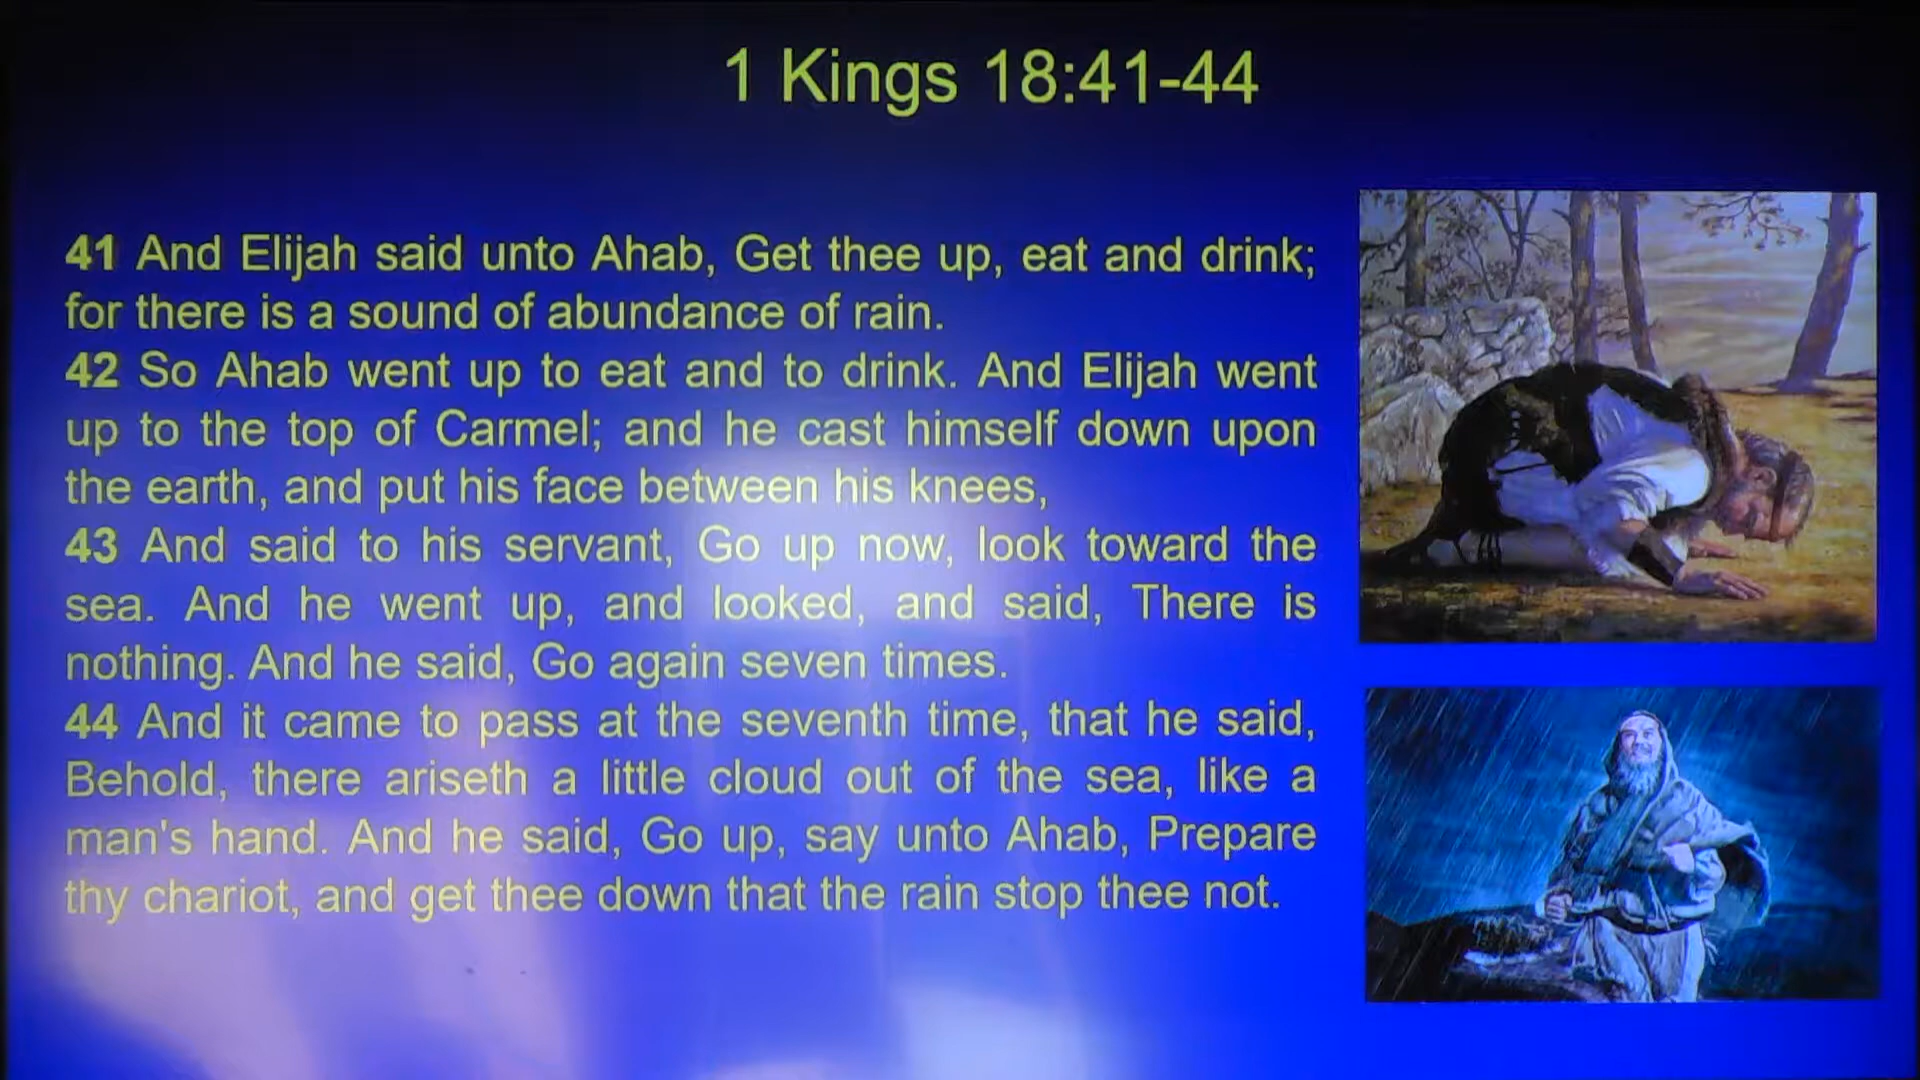 1 Kings 18:41-44
41 And Elijah said unto Ahab, Get thee up, eat and drink;
for there is a sound of abundance of rain.
42 So Ahab went up to eat and to drink. And Elijah went
up to the top of Carmel; and he cast himself down upon
the earth, and put his face between his knees,
43 And said to his servant, Go up now, look toward the
sea. And he went up, and looked, and said, There is
nothing. And he said, Go again seven times.
44 And it came to pass at the seventh time, that he said,
Behold, there ariseth a little cloud out of the sea, like a
man's hand. And he said, Go up, say unto Ahab, Prepare
thy chariot, and get thee down that the rain stop thee not.